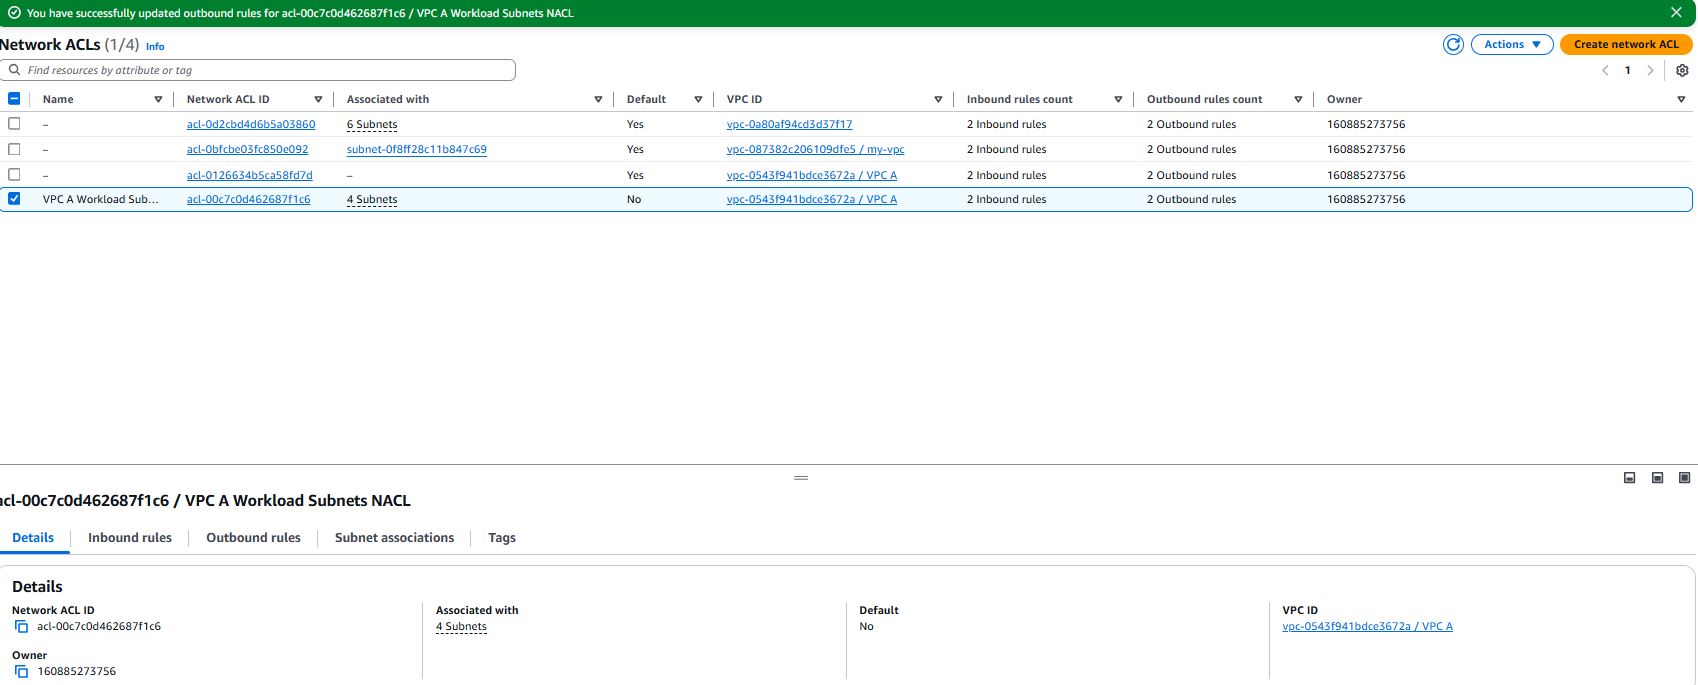 You have successfully updated outbound rules for acl-00c7c0d462687f1c6 / VPC A Workload Subnets NACL
Network ACLs (1/4) Info
Actions
Create network ACL
Find resources by attribute or tag
1
Name Network ACL ID Associated with Default VPC ID Inbound rules count Outbound rules count Owner
– acl-0d2cbd4d6b5a03860 6 Subnets Yes vpc-0a80af94cd3d37f17 2 Inbound rules 2 Outbound rules 160885273756
– acl-0bfcbe03fc850e092 subnet-0f8ff28c11b847c69 Yes vpc-087382c206109dfe5 / my-vpc 2 Inbound rules 2 Outbound rules 160885273756
– acl-0126634b5ca58fd7d – Yes vpc-0543f941bdce3672a / VPC A 2 Inbound rules 2 Outbound rules 160885273756
VPC A Workload Sub... acl-00c7c0d462687f1c6 4 Subnets No vpc-0543f941bdce3672a / VPC A 2 Inbound rules 2 Outbound rules 160885273756
acl-00c7c0d462687f1c6 / VPC A Workload Subnets NACL
Details Inbound rules Outbound rules Subnet associations Tags
Details
Network ACL ID
acl-00c7c0d462687f1c6
Owner
160885273756
Associated with
4 Subnets
Default
No
VPC ID
vpc-0543f941bdce3672a / VPC A